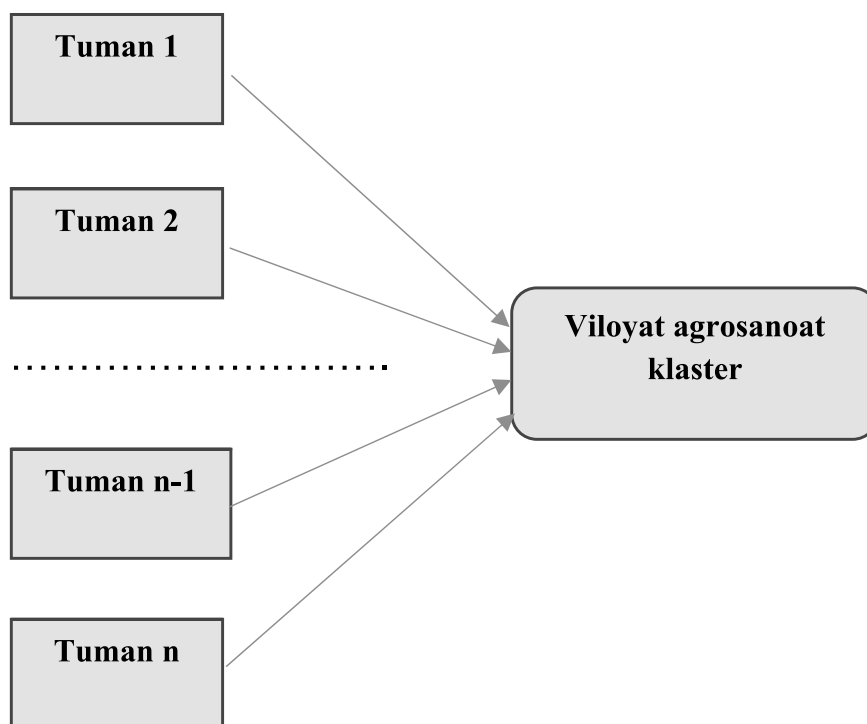 Tuman 1
Tuman 2
Viloyat agrosanoat
klaster
Tuman n-1
Tuman n